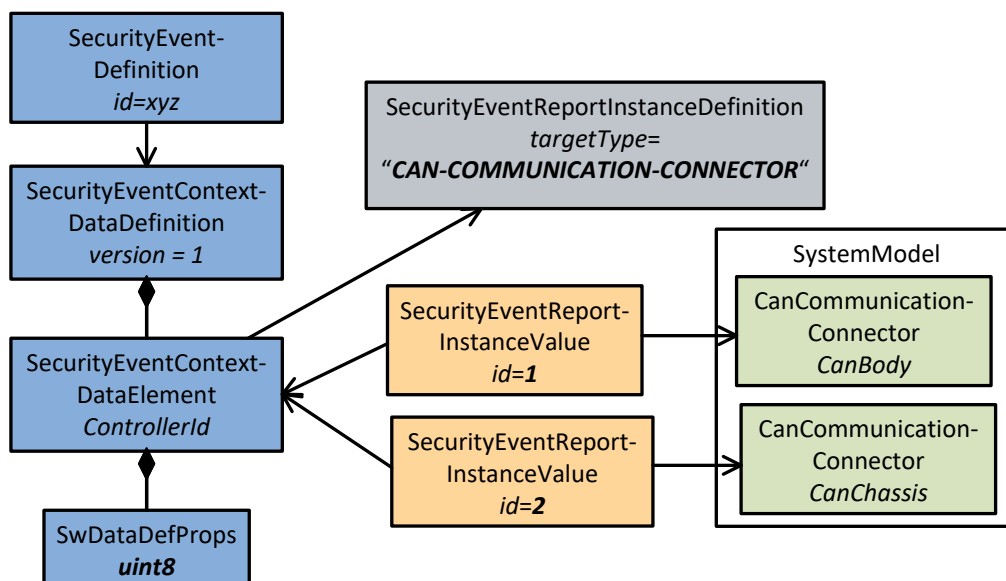 SecurityEvent-
Definition
id=xyz
SecurityEventContext-
DataDefinition
version = 1
SecurityEventContext-
DataElement
ControllerId
SwDataDefProps
uint8
SecurityEventReportInstanceDefinition
targetType=
“CAN-COMMUNICATION-CONNECTOR“
SecurityEventReport-
InstanceValue
id=1
SecurityEventReport-
InstanceValue
id=2
SystemModel
CanCommunication-
Connector
CanBody
CanCommunication-
Connector
CanChassis